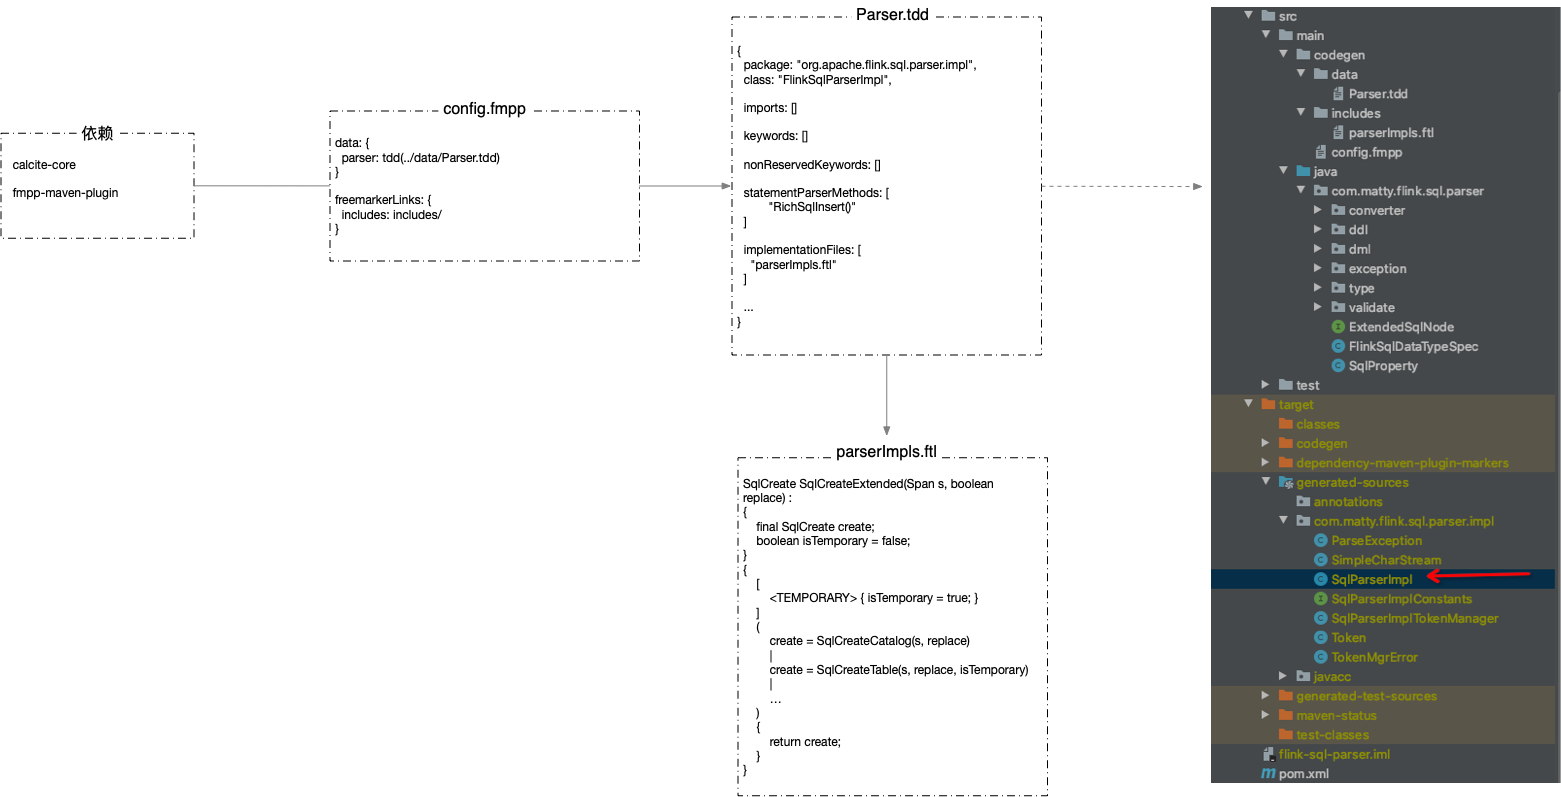 依赖
calcite-core
fmpp-maven-plugin
config.fmpp
data: {
parser: tdd(../data/Parser.tdd)
}
freemarkerLinks: {
includes: includes/
}
Parser.tdd
{
package: "org.apache.flink.sql.parser.impl",
class: "FlinkSqlParserImpl",
imports: []
keywords: []
nonReservedKeywords: []
statementParserMethods: [
"RichSqlInsert()"
]
implementationFiles: [
"parserImpls.ftl"
]
...
}
parserImpls.ftl
SqlCreate SqlCreateExtended(Span s, boolean
replace) :
{
final SqlCreate create;
boolean isTemporary = false;
}
{
[
<TEMPORARY> { isTemporary = true; }
]
(
create = SqlCreateCatalog(s, replace)
|
create = SqlCreateTable(s, replace, isTemporary)
|
...
)
{
return create;
}
}
src
main
codegen
data
Parser.tdd
includes
parserImpls.ftl
config.fmpp
java
com.matty.flink.sql.parser
converter
ddl
dml
exception
type
validate
ExtendedSqlNode
FlinkSqlDataTypeSpec
SqlProperty
test
target
classes
codegen
dependency-maven-plugin-markers
generated-sources
annotations
com.matty.flink.sql.parser.impl
ParseException
SimpleCharStream
SqlParserImpl
SqlParserImplConstants
SqlParserImplTokenManager
Token
TokenMgrError
javacc
generated-test-sources
maven-status
test-classes
flink-sql-parser.iml
pom.xml